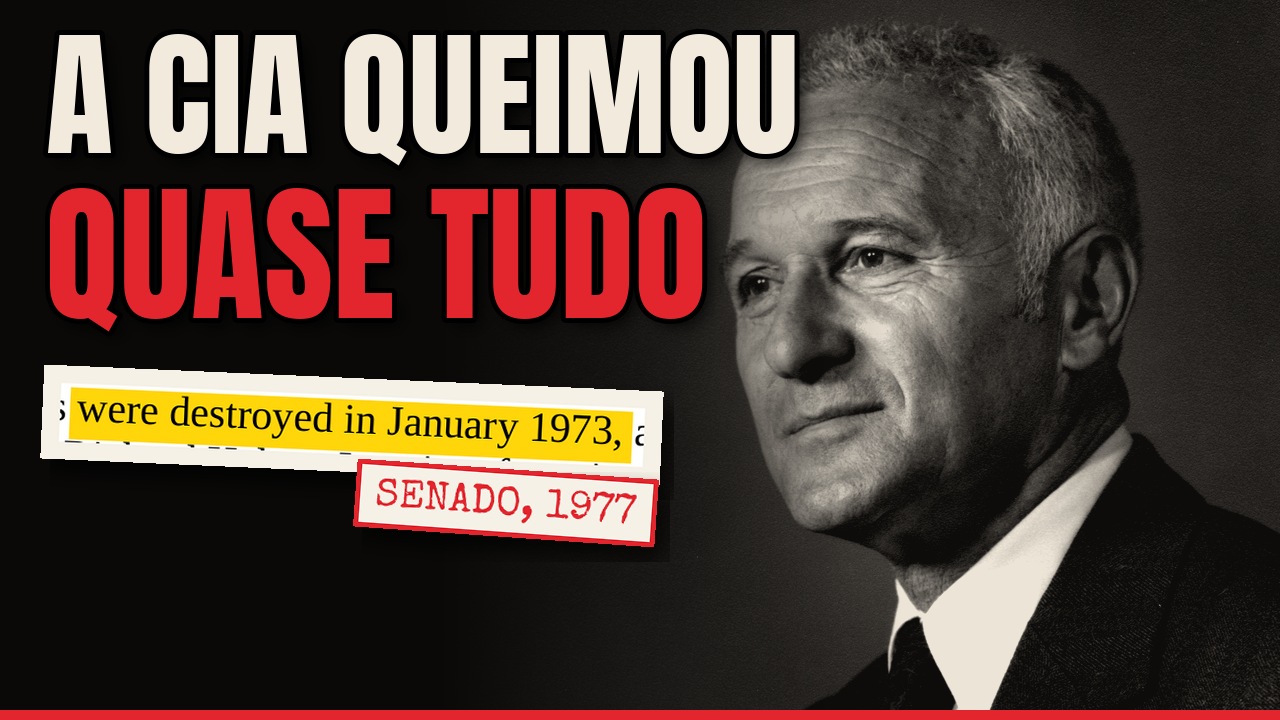 A CIA QUEIMOU
QUASE TUDO
s were destroyed in January 1973, a
SENADO, 1977